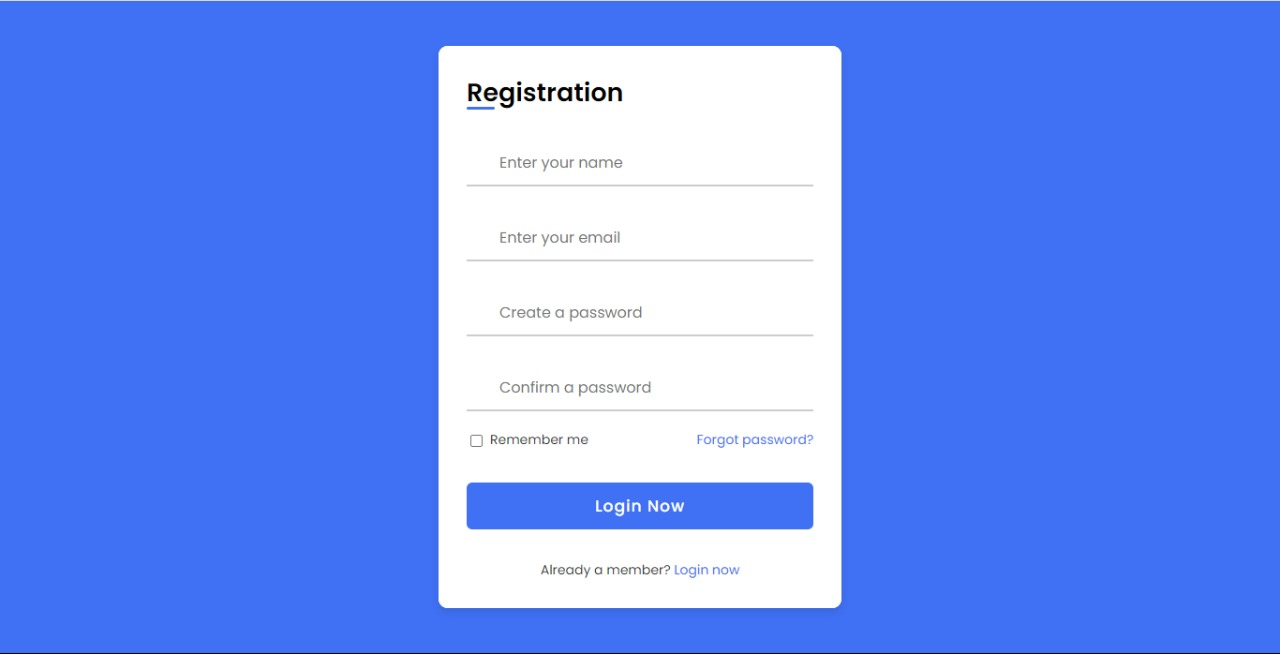 Registration
Enter your name
Enter your email
Create a password
Confirm a password
Remember me Forgot password?
Login Now
Already a member? Login now